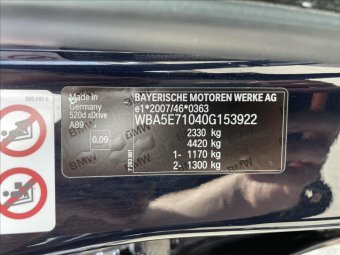 Made in
Germany
520d xDrive
A89
0.09
BAYERISCHE MOTOREN WERKE AG
e1*2007/46*0363
WBA5E71040G153922
2330 kg
4420 kg
1- 1170 kg
2- 1300 kg